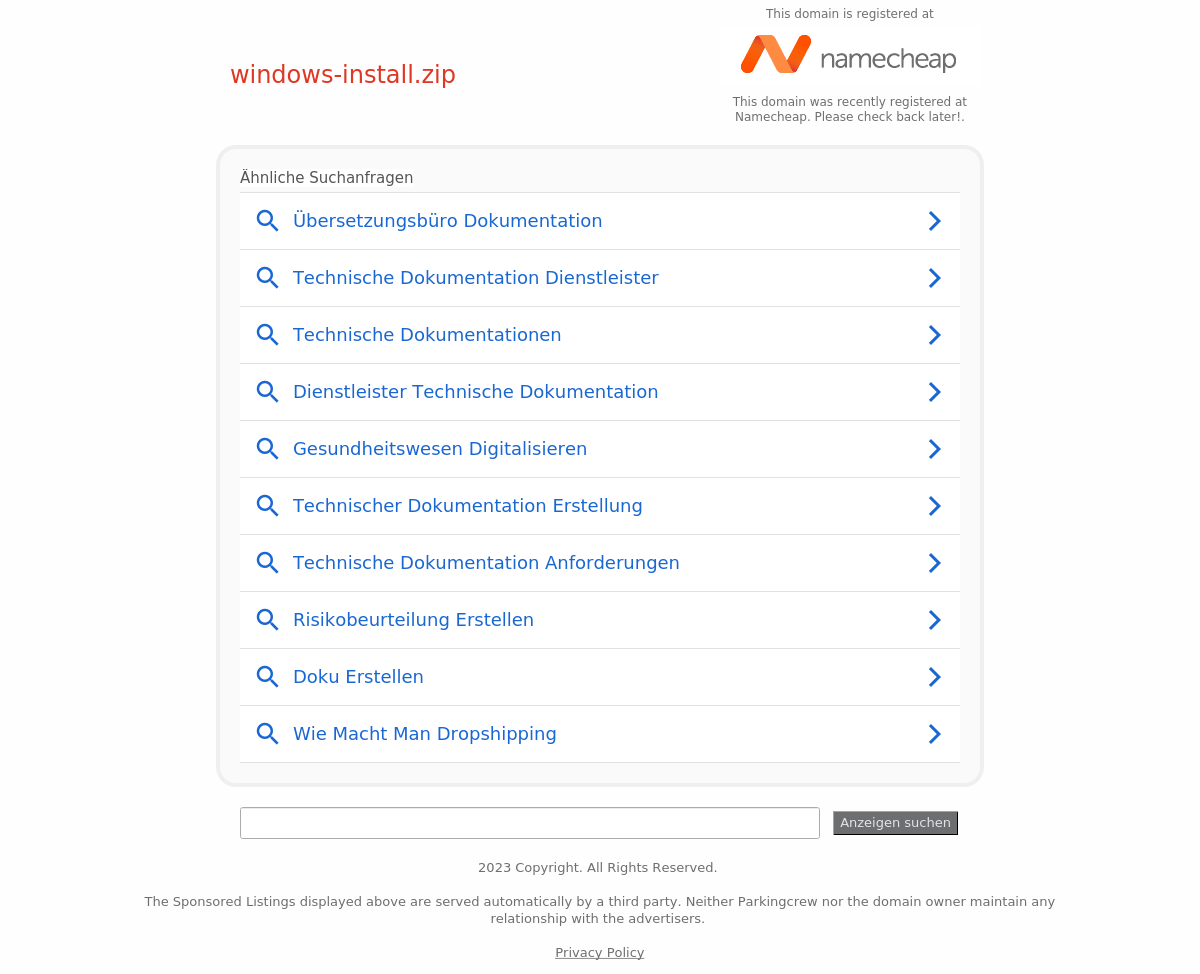 This domain is registered at
namecheap
windows-install.zip
This domain was recently registered at
Namecheap. Please check back later!.
Ähnliche Suchanfragen
Übersetzungsbüro Dokumentation
Technische Dokumentation Dienstleister
Technische Dokumentationen
Dienstleister Technische Dokumentation
Gesundheitswesen Digitalisieren
Technischer Dokumentation Erstellung
Technische Dokumentation Anforderungen
Risikobeurteilung Erstellen
Doku Erstellen
Wie Macht Man Dropshipping
Anzeigen suchen
2023 Copyright. All Rights Reserved.
The Sponsored Listings displayed above are served automatically by a third party. Neither Parkingcrew nor the domain owner maintain any
relationship with the advertisers.
Privacy Policy